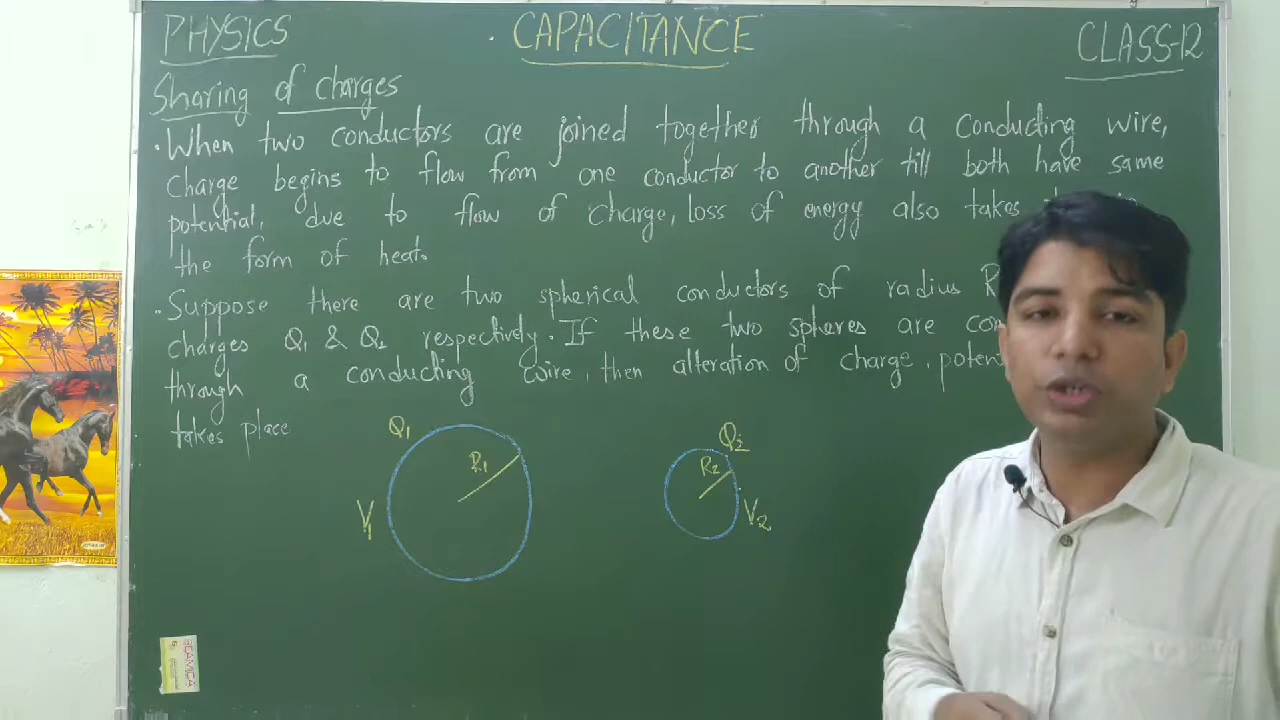 PHYSICS
CAPACITANCE
CLASS-12
Sharing of charges
• When two conductors are joined together through a conducting wire,
charge begins to flow from one conductor to another till both have same
potential, due to flow of charge, loss of energy also takes
the form of heat.
• Suppose there are two spherical conductors of radius R
charges Q1 & Q2 respectively. If these two spheres are con
through a conducting wire, then alteration of charge, poten
takes place
Q1
R1
V1
Q2
R2
V2